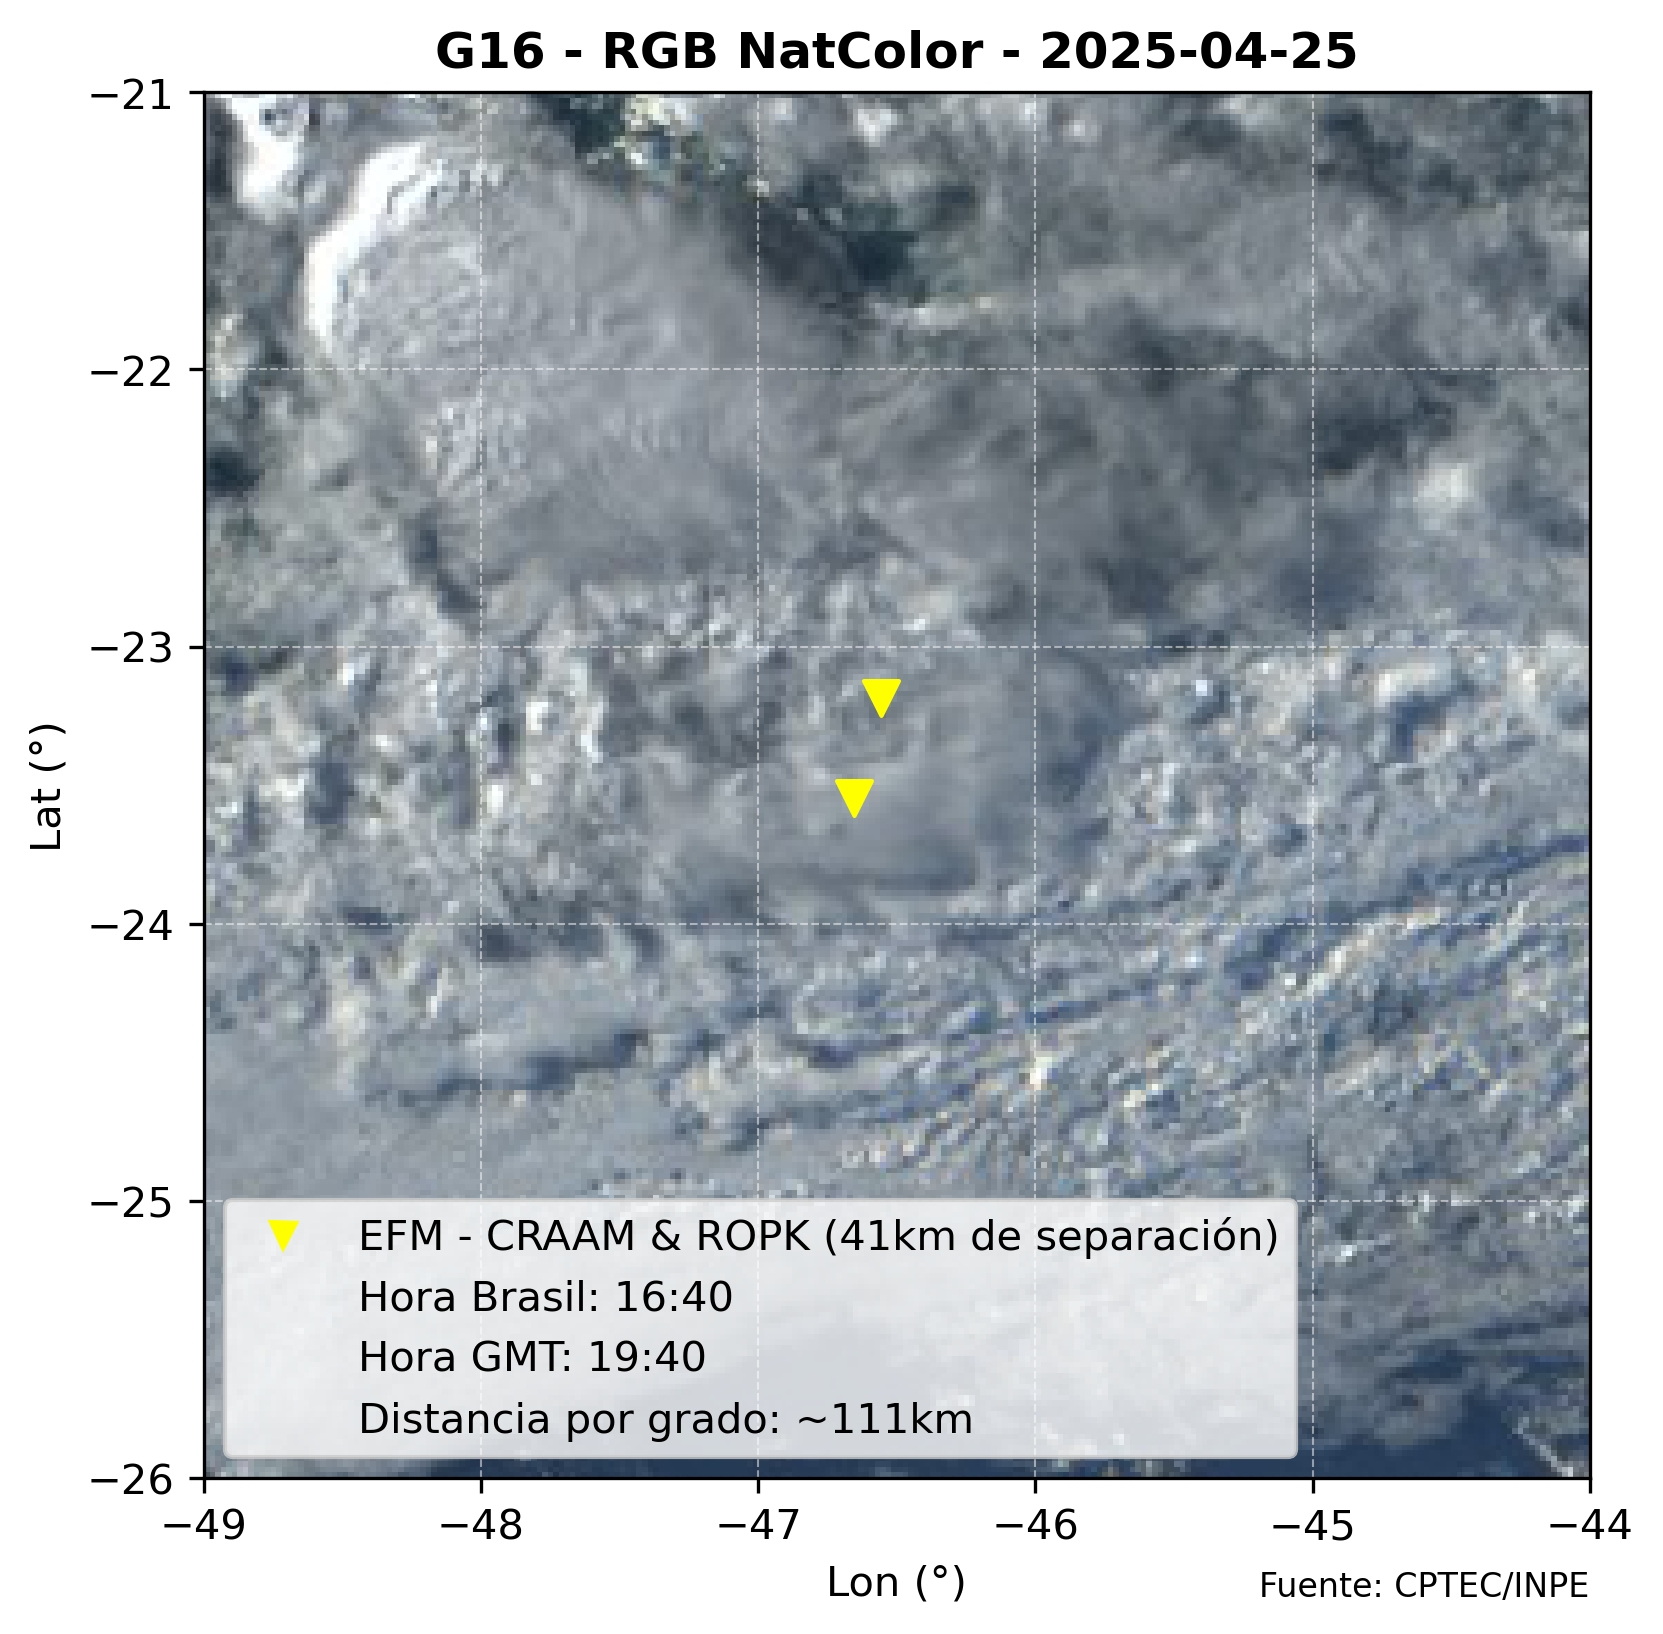 G16 - RGB NatColor - 2025-04-25
−21
−22
−23
−24
−25
−26
Lat (°)
EFM - CRAAM & ROPK (41km de separación)
Hora Brasil: 16:40
Hora GMT: 19:40
Distancia por grado: ~111km
−49 −48 −47 −46 −45 −44
Lon (°)
Fuente: CPTEC/INPE